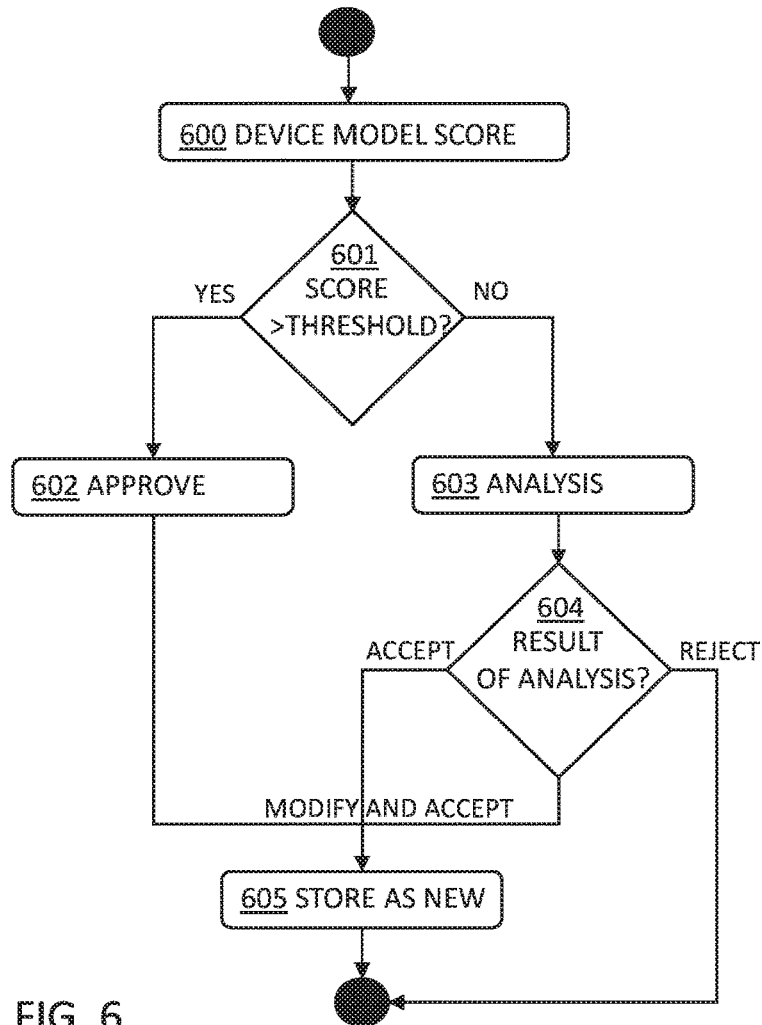 600 DEVICE MODEL SCORE
601
SCORE
>THRESHOLD?
YES
NO
602 APPROVE
603 ANALYSIS
604
RESULT
OF ANALYSIS?
ACCEPT
REJECT
MODIFY AND ACCEPT
605 STORE AS NEW
FIG. 6